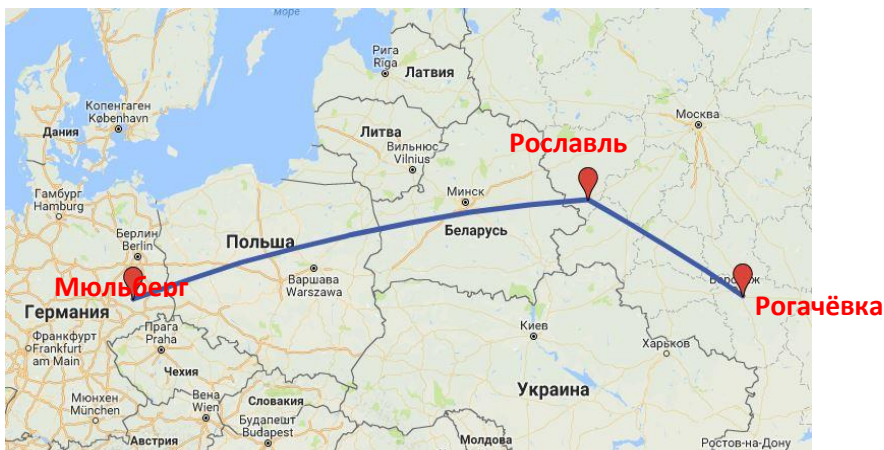 море
Рига
Rīga
Латвия
Москва
Копенгаген
København
Дания
Литва
Вильнюс
Vilnius
Рославль
Гамбург
Hamburg
Минск
Берлин
Berlin
Польша
Беларусь
Мюльберг
Варшава
Warszawa
Рогачёвка
Германия
Франкфурт
Frankfurt
am Main
Прага
Praha
Киев
Харьков
Чехия
Мюнхен
München
Вена
Wien
Словакия
Украина
Будапешт
Budapest
Австрия
Молдова
Ростов-на-Дону